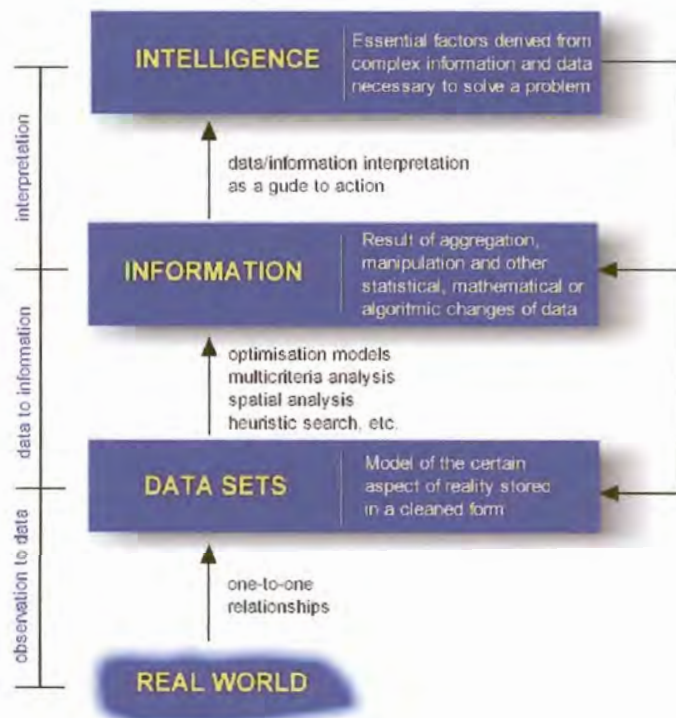 INTELLIGENCE
Essential factors derived from
complex information and data
necessary to solve a problem
interpretation
data/information interpretation
as a gude to action
INFORMATION
Result of aggregation,
manipulation and other
statistical, mathematical or
algoritmic changes of data
data to information
optimisation models
multicriteria analysis
spatial analysis
heuristic search, etc.
DATA SETS
Model of the certain
aspect of reality stored
in a cleaned form
observation to data
one-to-one
relationships
REAL WORLD